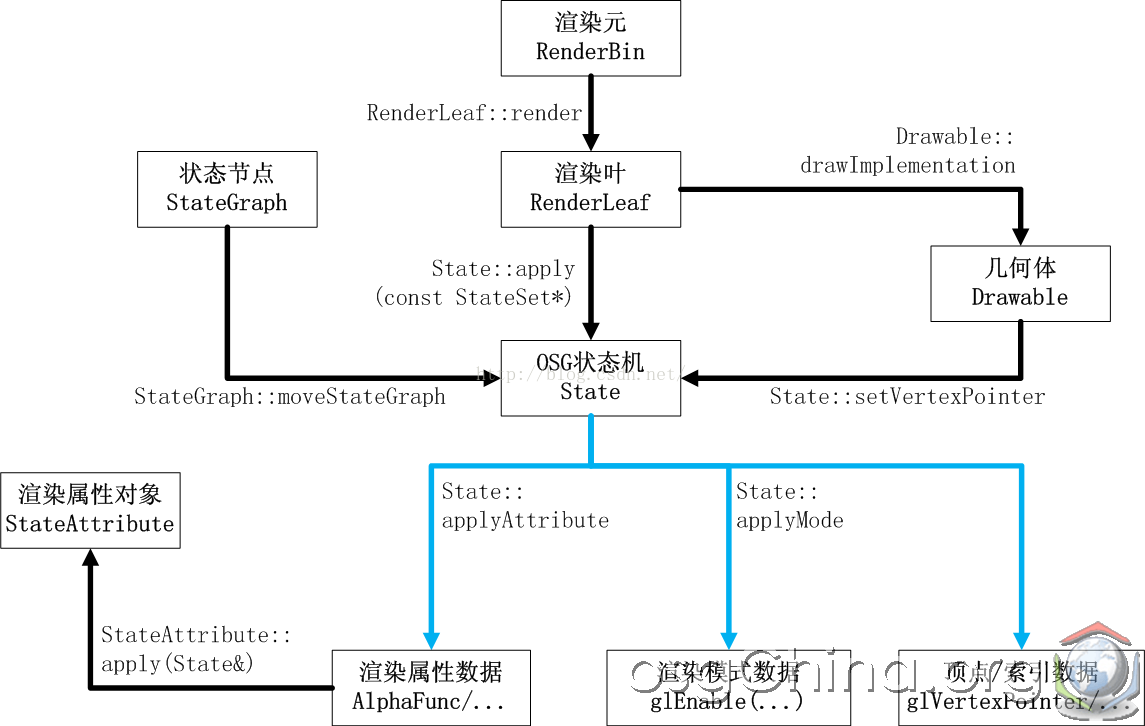 渲染元
RenderBin
RenderLeaf::render
Drawable::
drawImplementation
状态节点
StateGraph
渲染叶
RenderLeaf
State::apply
(const StateSet*)
几何体
Drawable
OSG状态机
State
http://blog.csdn.net/
StateGraph::moveStateGraph
State::setVertexPointer
渲染属性对象
StateAttribute
State::
applyAttribute
State::
applyMode
StateAttribute::
apply(State&)
渲染属性数据
AlphaFunc/...
渲染模式数据
glEnable(...)
顶点/索引数据
glVertexPointer/...
osgChina.org